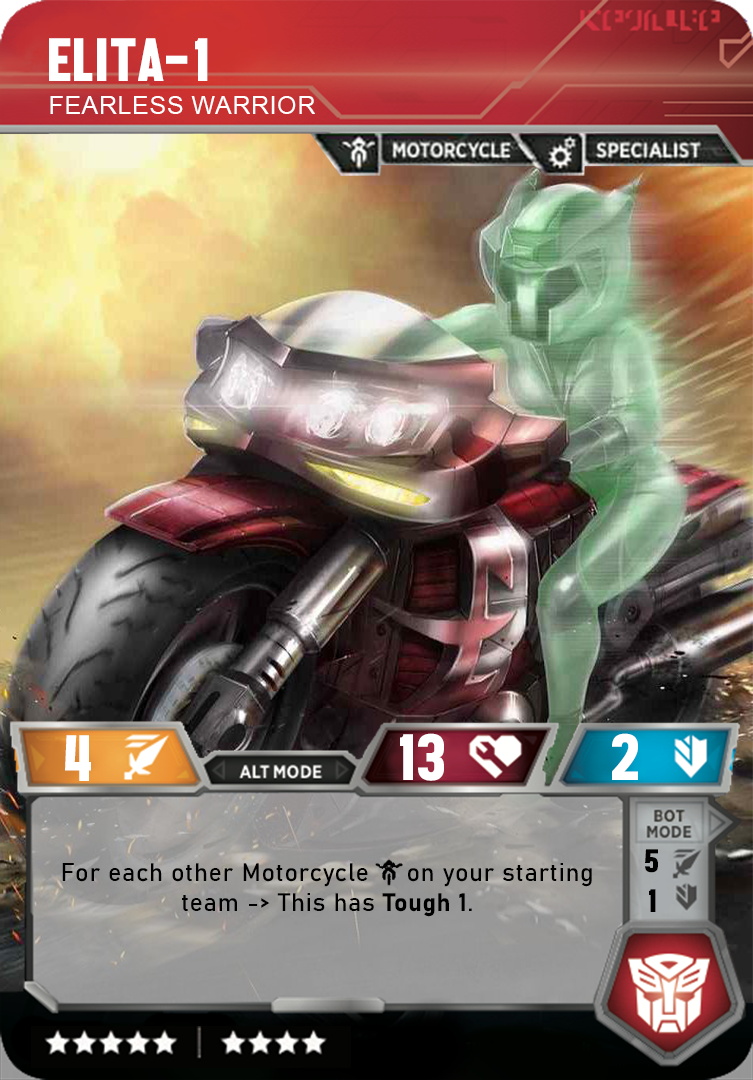 ELITA-1
FEARLESS WARRIOR
MOTORCYCLE
SPECIALIST
4
13
2
ALT MODE
BOT
MODE
5
1
For each other Motorcycle on your starting
team -> This has Tough 1.